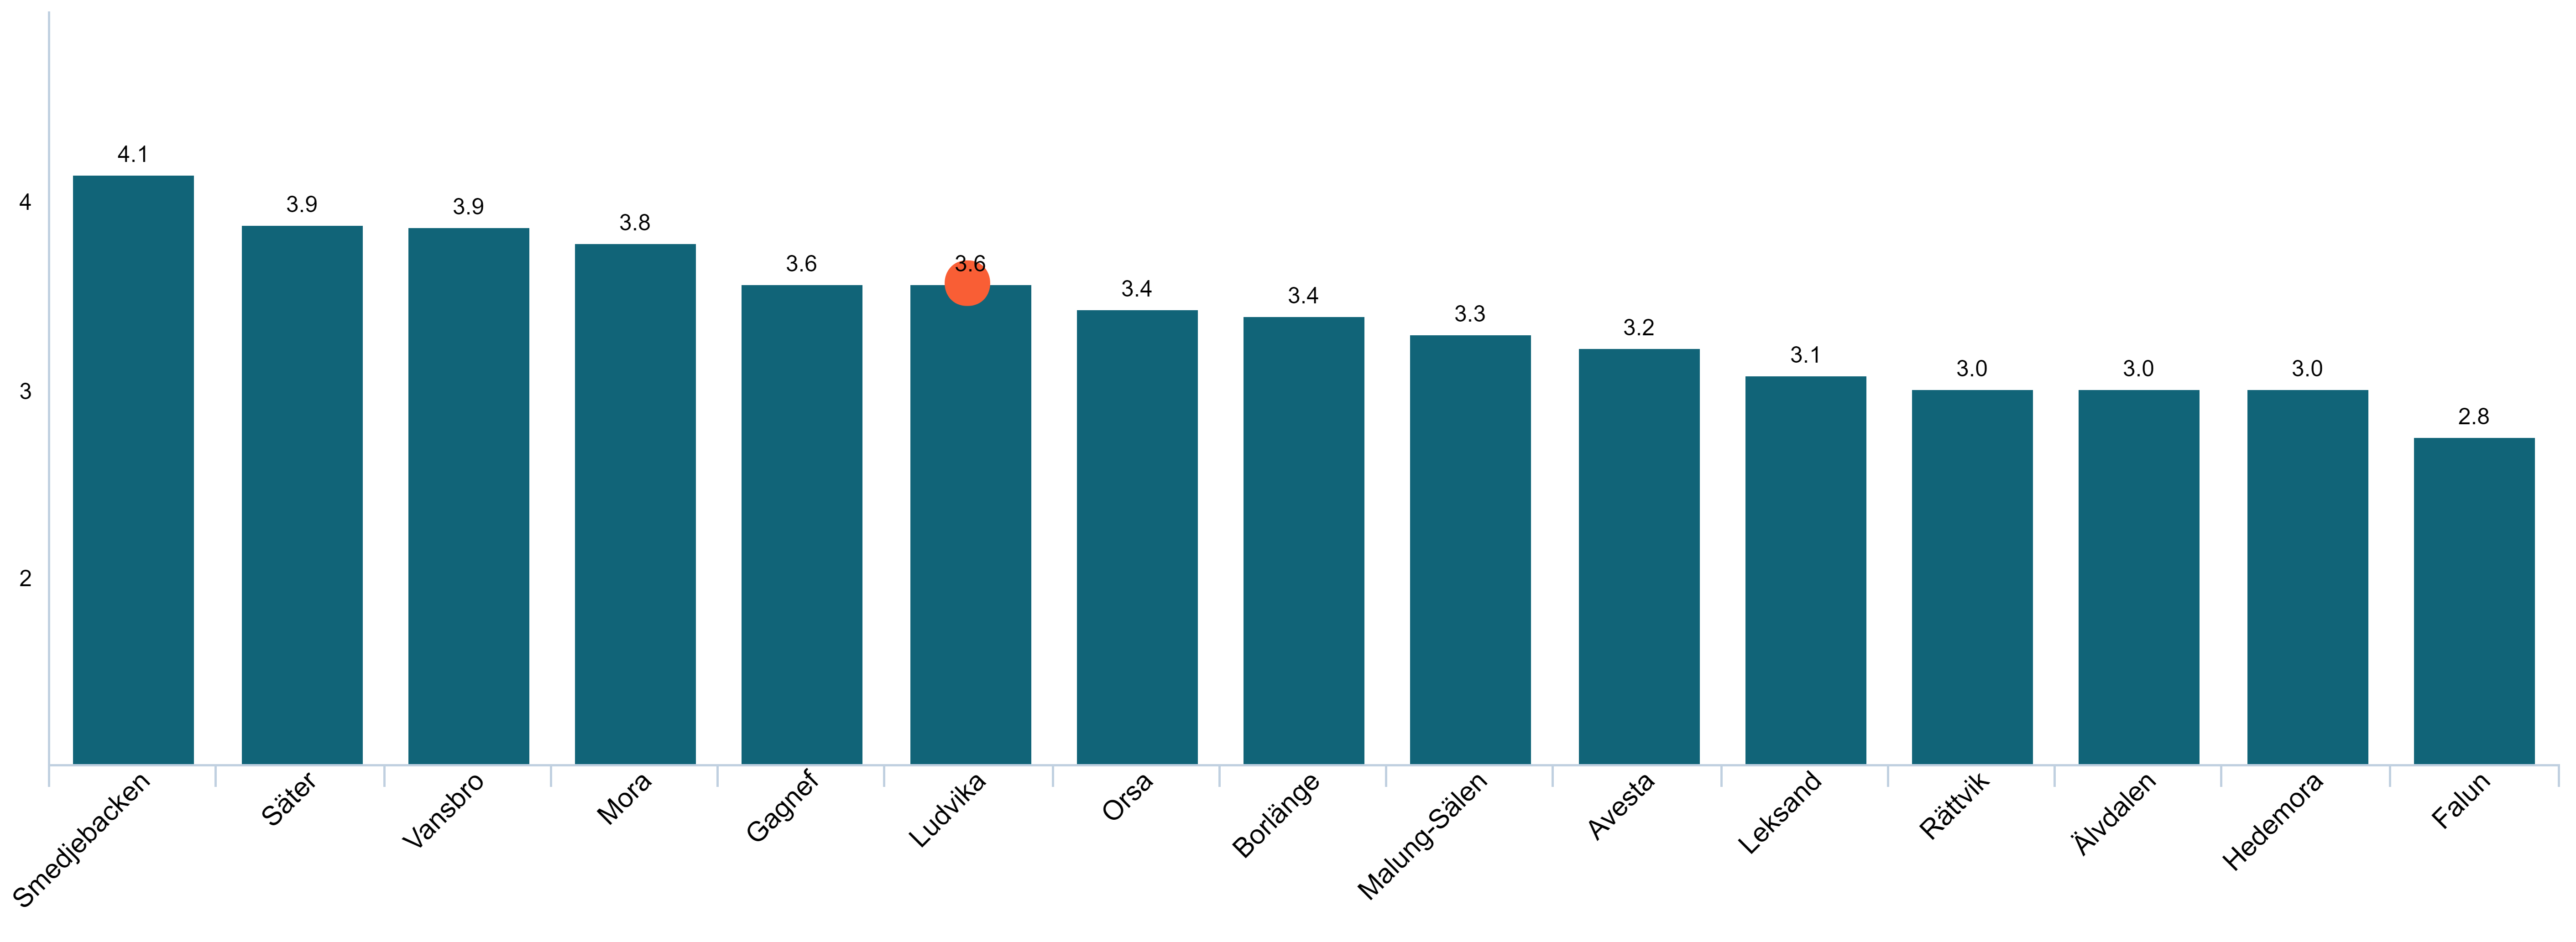 4.1
3.9
3.9
3.8
3.6
3.6
3.4
3.4
3.3
3.2
3.1
3.0
3.0
3.0
2.8
4
3
2
Smedjebacken
Säter
Vansbro
Mora
Gagnef
Ludvika
Orsa
Borlänge
Malung-Sälen
Avesta
Leksand
Rättvik
Älvdalen
Hedemora
Falun